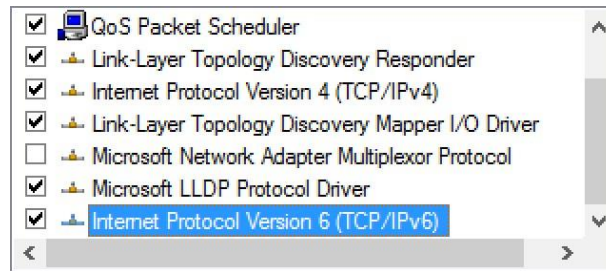 QoS Packet Scheduler
Link-Layer Topology Discovery Responder
Internet Protocol Version 4 (TCP/IPv4)
Link-Layer Topology Discovery Mapper I/O Driver
Microsoft Network Adapter Multiplexor Protocol
Microsoft LLDP Protocol Driver
Internet Protocol Version 6 (TCP/IPv6)